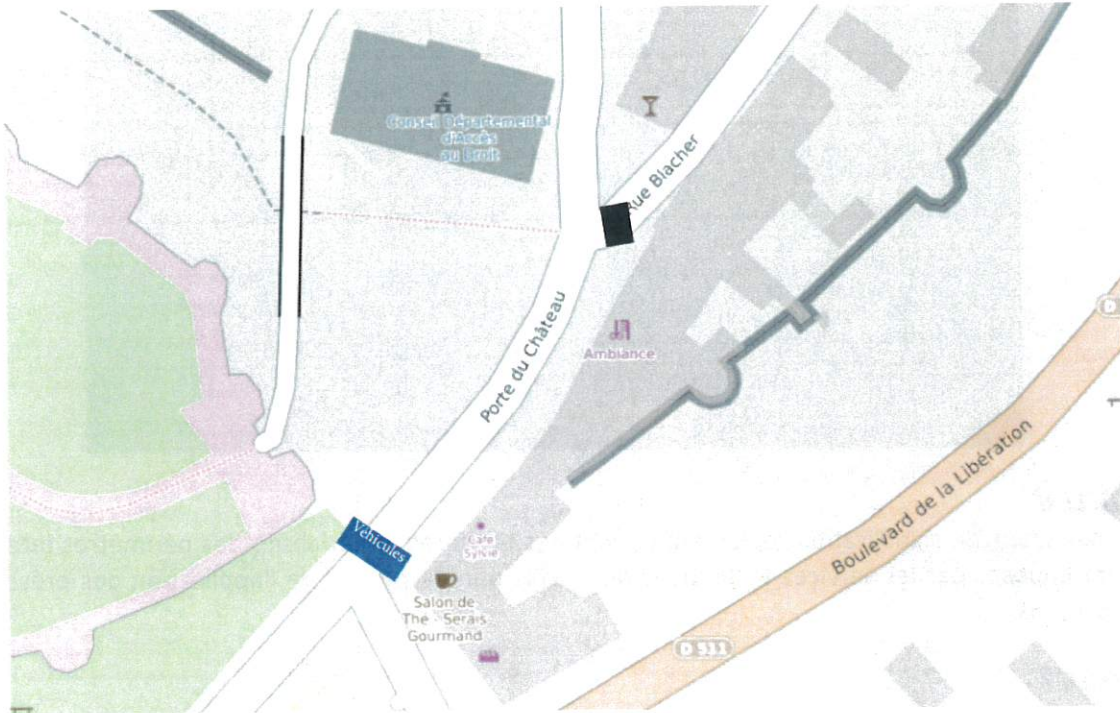 Conseil Départemental
d'Accès
au Droit
Rue Blacher
Porte du Château
Ambiance
Café
Sylvie
Véhicules
Salon de
Thé - Serais
Gourmand
Boulevard de la Libération
D 511
D